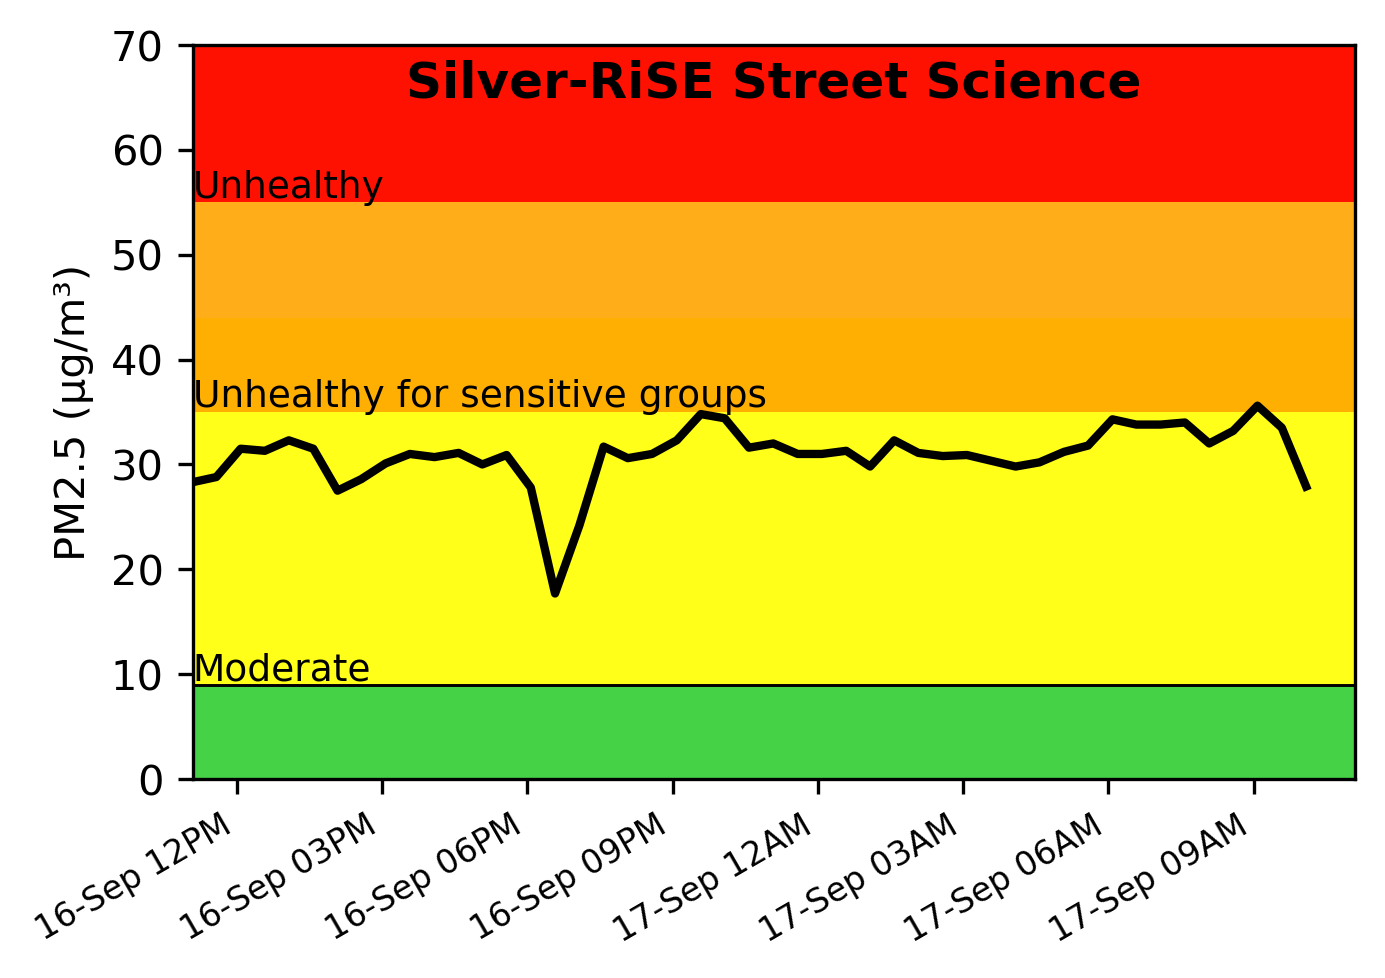 Silver-RiSE Street Science
PM2.5 (µg/m³)
70
60
50
40
30
20
10
0
Unhealthy
Unhealthy for sensitive groups
Moderate
16-Sep 12PM
16-Sep 03PM
16-Sep 06PM
16-Sep 09PM
17-Sep 12AM
17-Sep 03AM
17-Sep 06AM
17-Sep 09AM